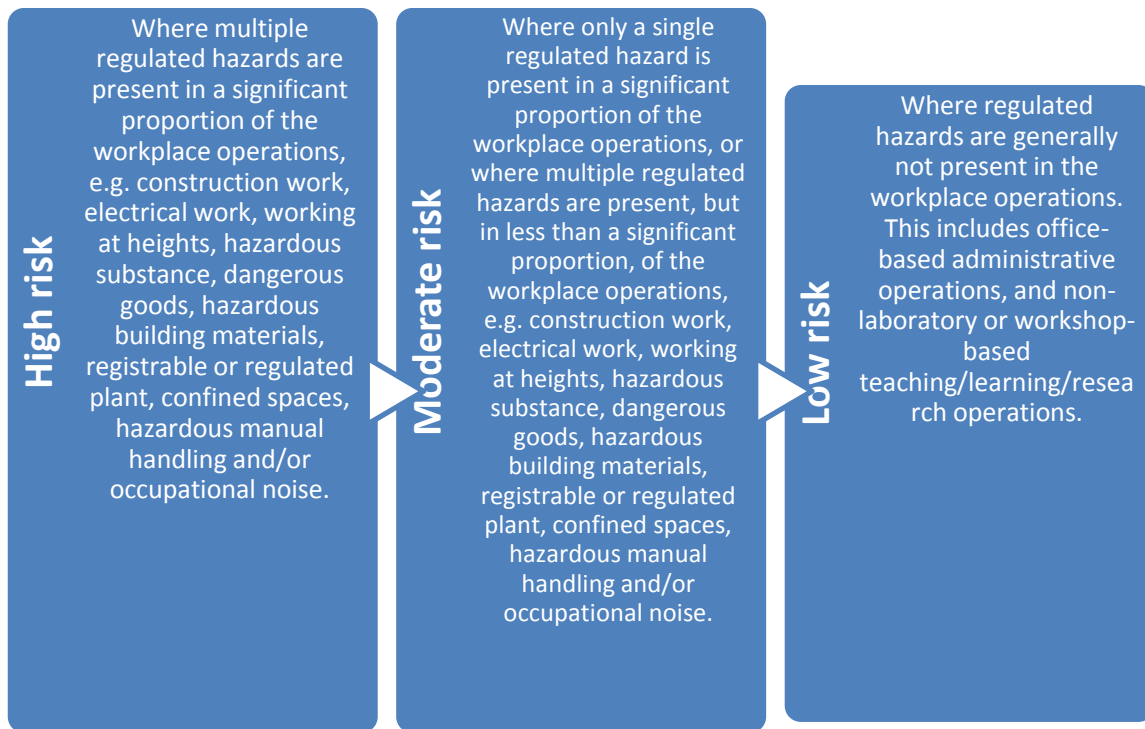 High risk
Where multiple
regulated hazards are
present in a significant
proportion of the
workplace operations,
e.g. construction work,
electrical work, working
at heights, hazardous
substance, dangerous
goods, hazardous
building materials,
registrable or regulated
plant, confined spaces,
hazardous manual
handling and/or
occupational noise.
Moderate risk
Where only a single
regulated hazard is
present in a significant
proportion of the
workplace operations, or
where multiple regulated
hazards are present, but
in less than a significant
proportion, of the
workplace operations,
e.g. construction work,
electrical work, working
at heights, hazardous
substance, dangerous
goods, hazardous
building materials,
registrable or regulated
plant, confined spaces,
hazardous manual
handling and/or
occupational noise.
Low risk
Where regulated
hazards are generally
not present in the
workplace operations.
This includes office-
based administrative
operations, and non-
laboratory or workshop-
based
teaching/learning/resea
rch operations.